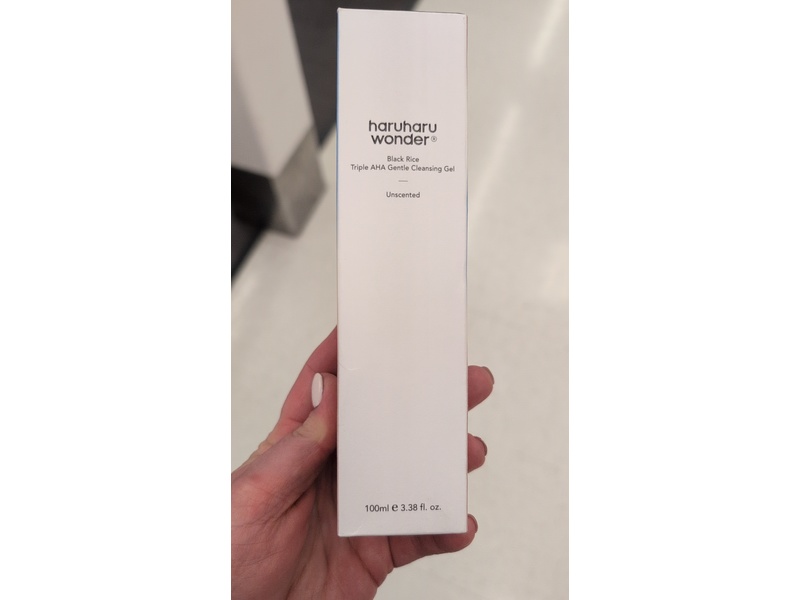 haruharu
wonder®
Black Rice
Triple AHA Gentle Cleansing Gel
Unscented
100ml ℮ 3.38 fl. oz.